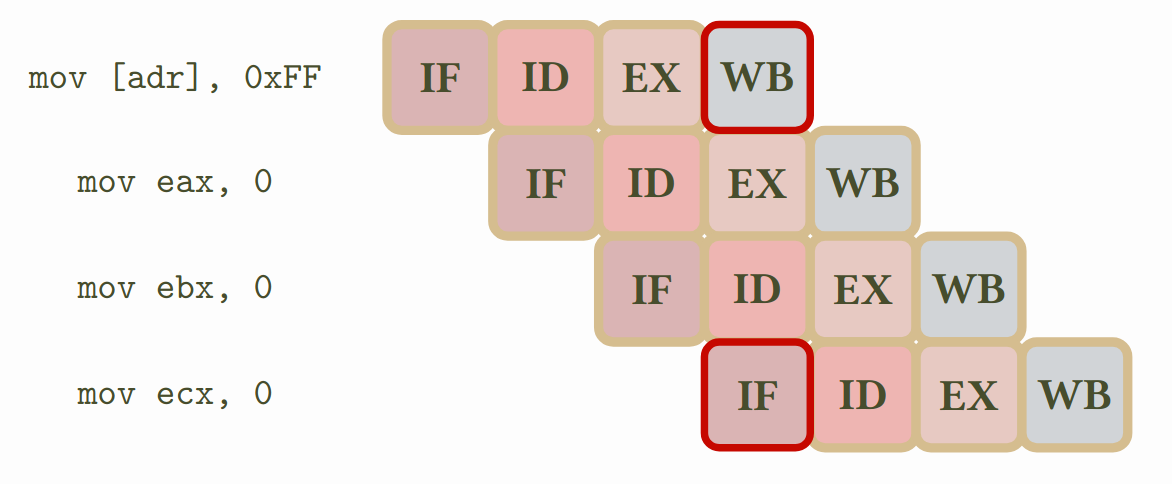 mov [adr], 0xFF IF ID EX WB
mov eax, 0 IF ID EX WB
mov ebx, 0 IF ID EX WB
mov ecx, 0 IF ID EX WB